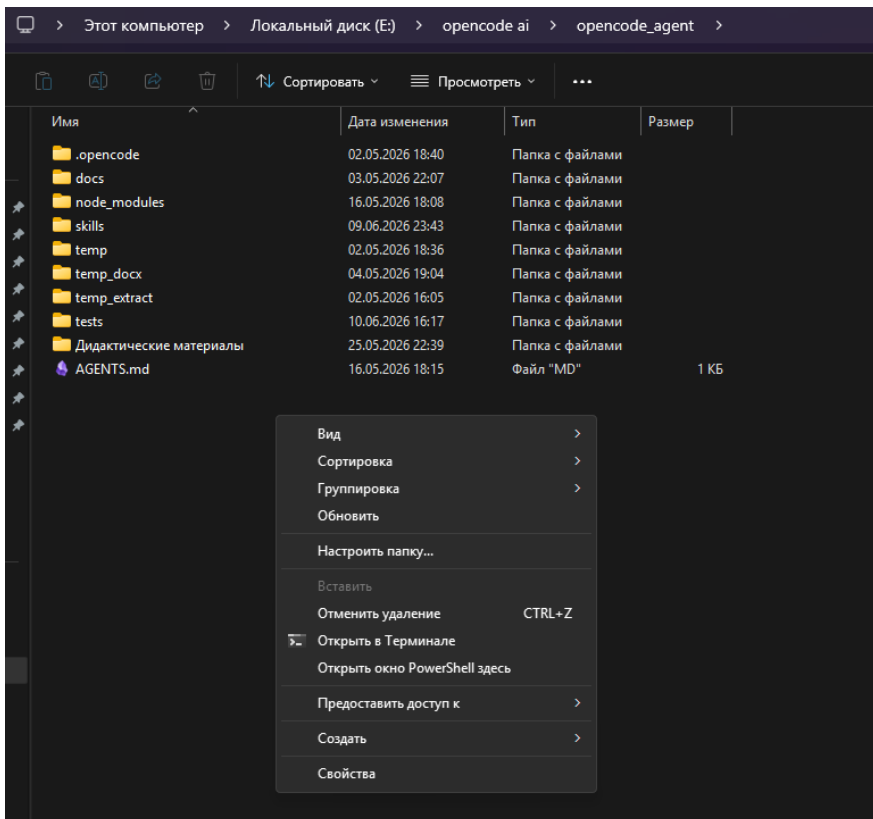 Этот компьютер > Локальный диск (E:) > opencode ai > opencode_agent >
Сортировать Просмотреть ...
Имя Дата изменения Тип Размер
.opencode 02.05.2026 18:40 Папка с файлами
docs 03.05.2026 22:07 Папка с файлами
node_modules 16.05.2026 18:08 Папка с файлами
skills 09.06.2026 23:43 Папка с файлами
temp 02.05.2026 18:36 Папка с файлами
temp_docx 04.05.2026 19:04 Папка с файлами
temp_extract 02.05.2026 16:05 Папка с файлами
tests 10.06.2026 16:17 Папка с файлами
Дидактические материалы 25.05.2026 22:39 Папка с файлами
AGENTS.md 16.05.2026 18:15 Файл "MD" 1 КБ
Вид
Сортировка
Группировка
Обновить
Настроить папку...
Вставить
Отменить удаление CTRL+Z
Открыть в Терминале
Открыть окно PowerShell здесь
Предоставить доступ к
Создать
Свойства